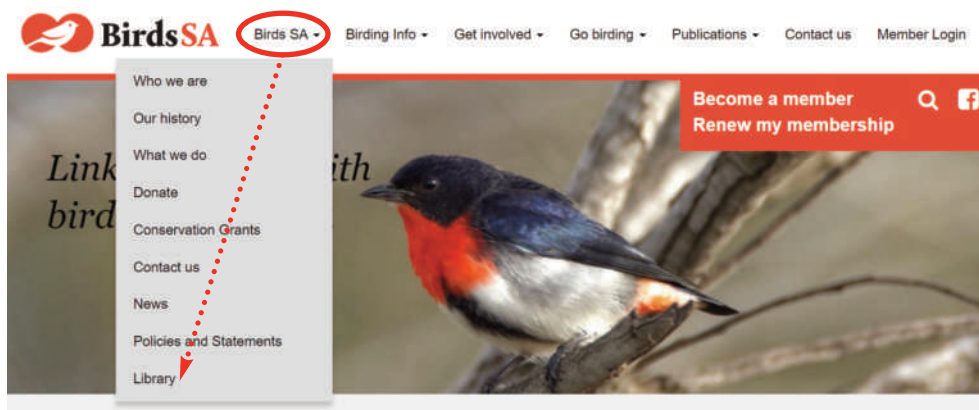 BirdsSA
Birds SA Birding Info Get involved Go birding Publications Contact us Member Login
Who we are
Our history
What we do
Donate
Conservation Grants
Contact us
News
Policies and Statements
Library
Become a member
Renew my membership
Link ith
bird